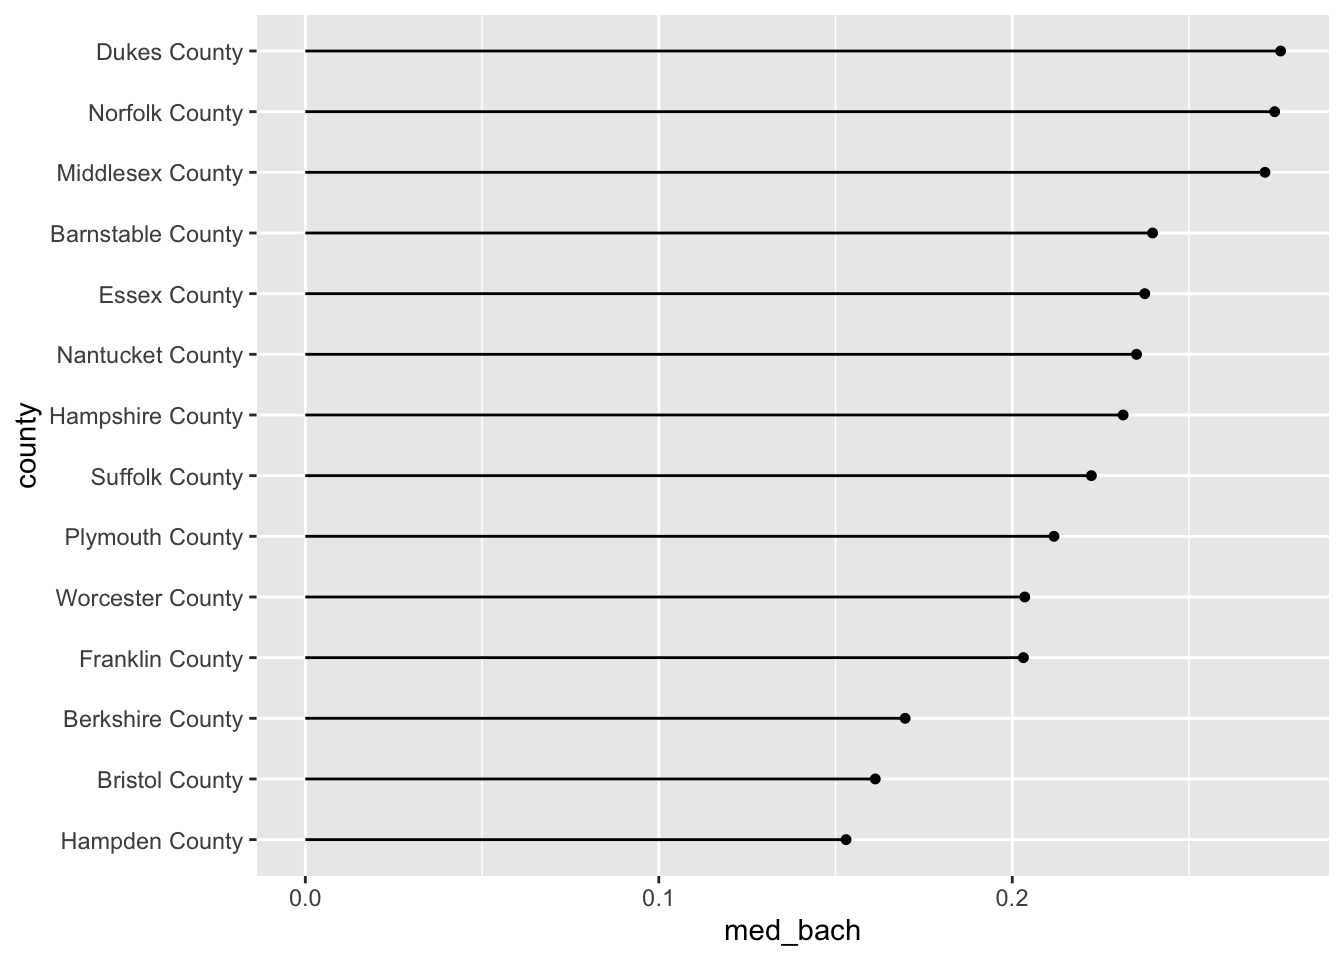 Dukes County
Norfolk County
Middlesex County
Barnstable County
Essex County
Nantucket County
Hampshire County
Suffolk County
Plymouth County
Worcester County
Franklin County
Berkshire County
Bristol County
Hampden County
county
0.0 0.1 0.2
med_bach